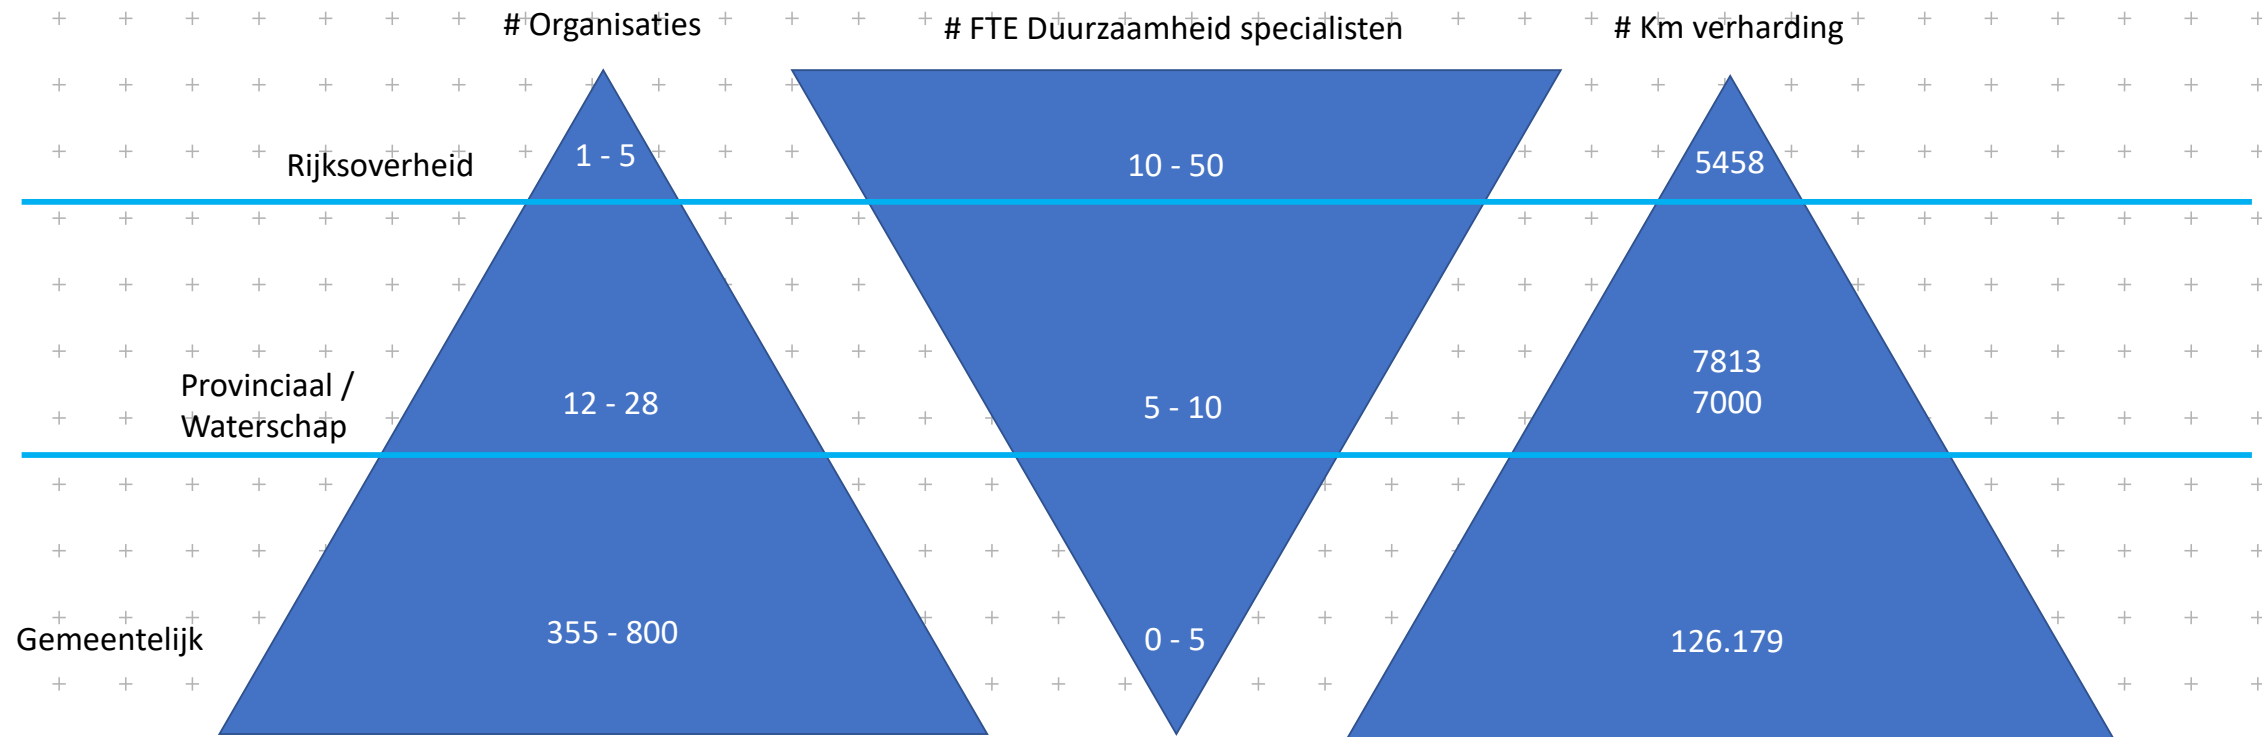 # Organisaties
# FTE Duurzaamheid specialisten
# Km verharding
Rijksoverheid
1 - 5
10 - 50
5458
Provinciaal /
Waterschap
12 - 28
5 - 10
7813
7000
Gemeentelijk
355 - 800
0 - 5
126.179